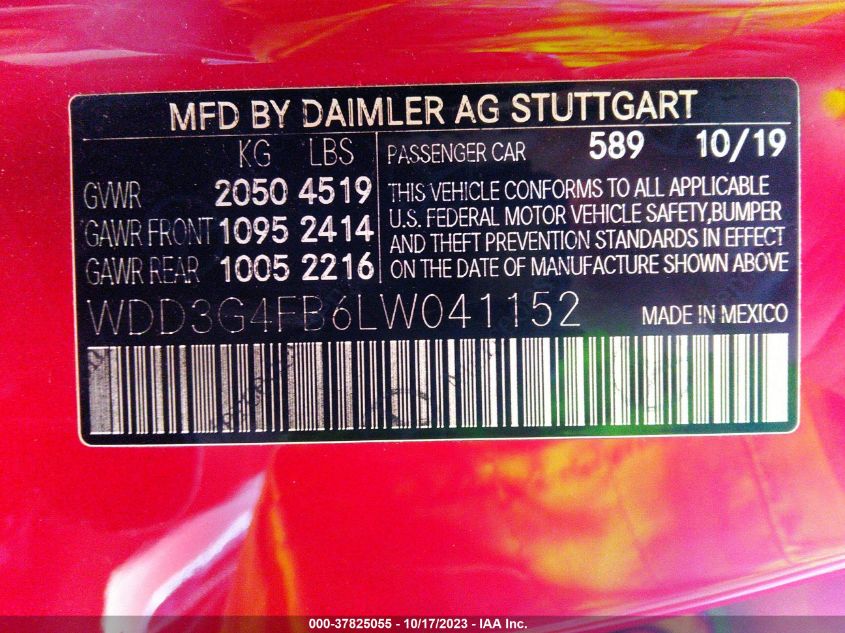 MFD BY DAIMLER AG STUTTGART
KG LBS
GVWR 2050 4519
GAWR FRONT 1095 2414
GAWR REAR 1005 2216
PASSENGER CAR 589 10/19
THIS VEHICLE CONFORMS TO ALL APPLICABLE
U.S. FEDERAL MOTOR VEHICLE SAFETY,BUMPER
AND THEFT PREVENTION STANDARDS IN EFFECT
ON THE DATE OF MANUFACTURE SHOWN ABOVE
WDD3G4FB6LW041152 MADE IN MEXICO
000-37825055 - 10/17/2023 - IAA Inc.